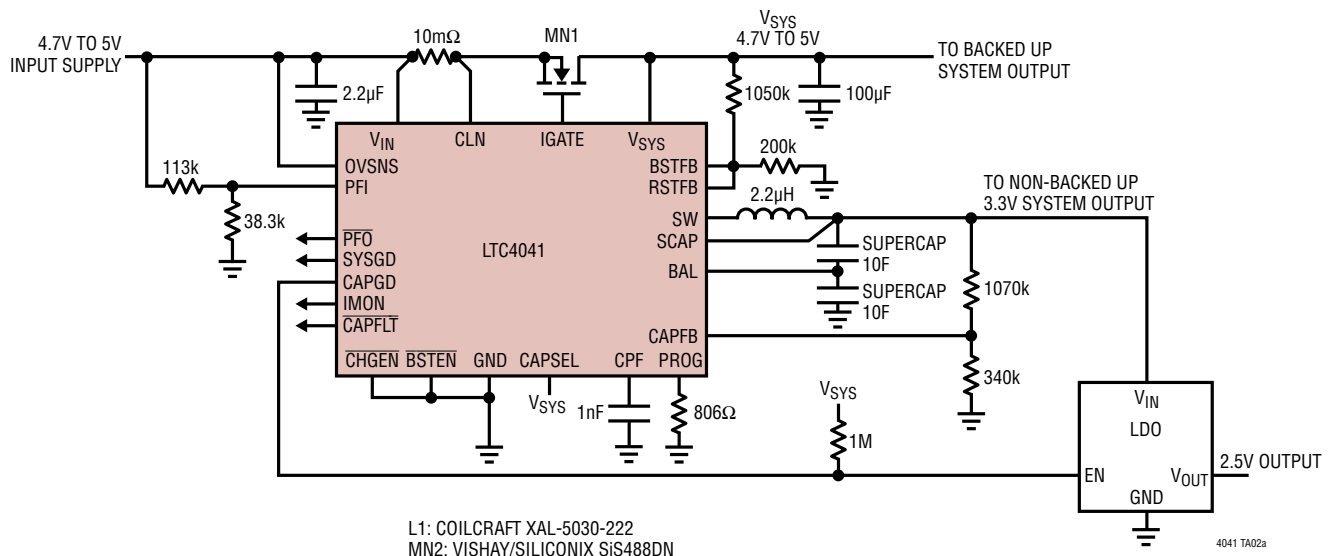 4.7V TO 5V
INPUT SUPPLY
10mΩ
MN1
VSYS
4.7V TO 5V
TO BACKED UP
SYSTEM OUTPUT
2.2µF
1050k
100µF
VIN
CLN
IGATE
VSYS
113k
OVSNS
PFI
38.3k
BSTFB
RSTFB
200k
2.2µH
TO NON-BACKED UP
3.3V SYSTEM OUTPUT
SW
SCAP
PFO
SYSGD
CAPGD
IMON
CAPFLT
LTC4041
BAL
SUPERCAP
10F
SUPERCAP
10F
1070k
CAPFB
340k
CHGEN
BSTEN
GND
CAPSEL
CPF
PROG
VSYS
1nF
806Ω
VSYS
1M
VIN
LDO
EN
VOUT
GND
2.5V OUTPUT
L1: COILCRAFT XAL-5030-222
MN2: VISHAY/SILICONIX SiS488DN
4041 TA02a